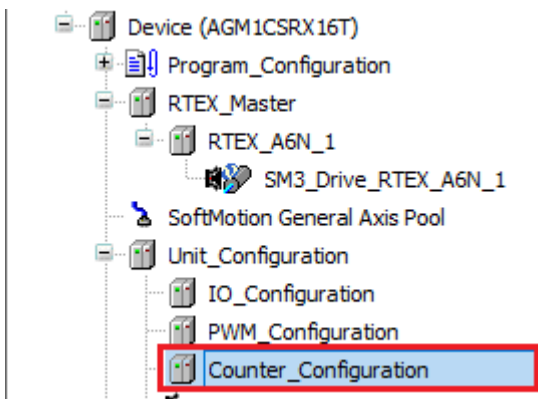 Device (AGM1CSRX16T)
Program_Configuration
RTEX_Master
RTEX_A6N_1
SM3_Drive_RTEX_A6N_1
SoftMotion General Axis Pool
Unit_Configuration
IO_Configuration
PWM_Configuration
Counter_Configuration